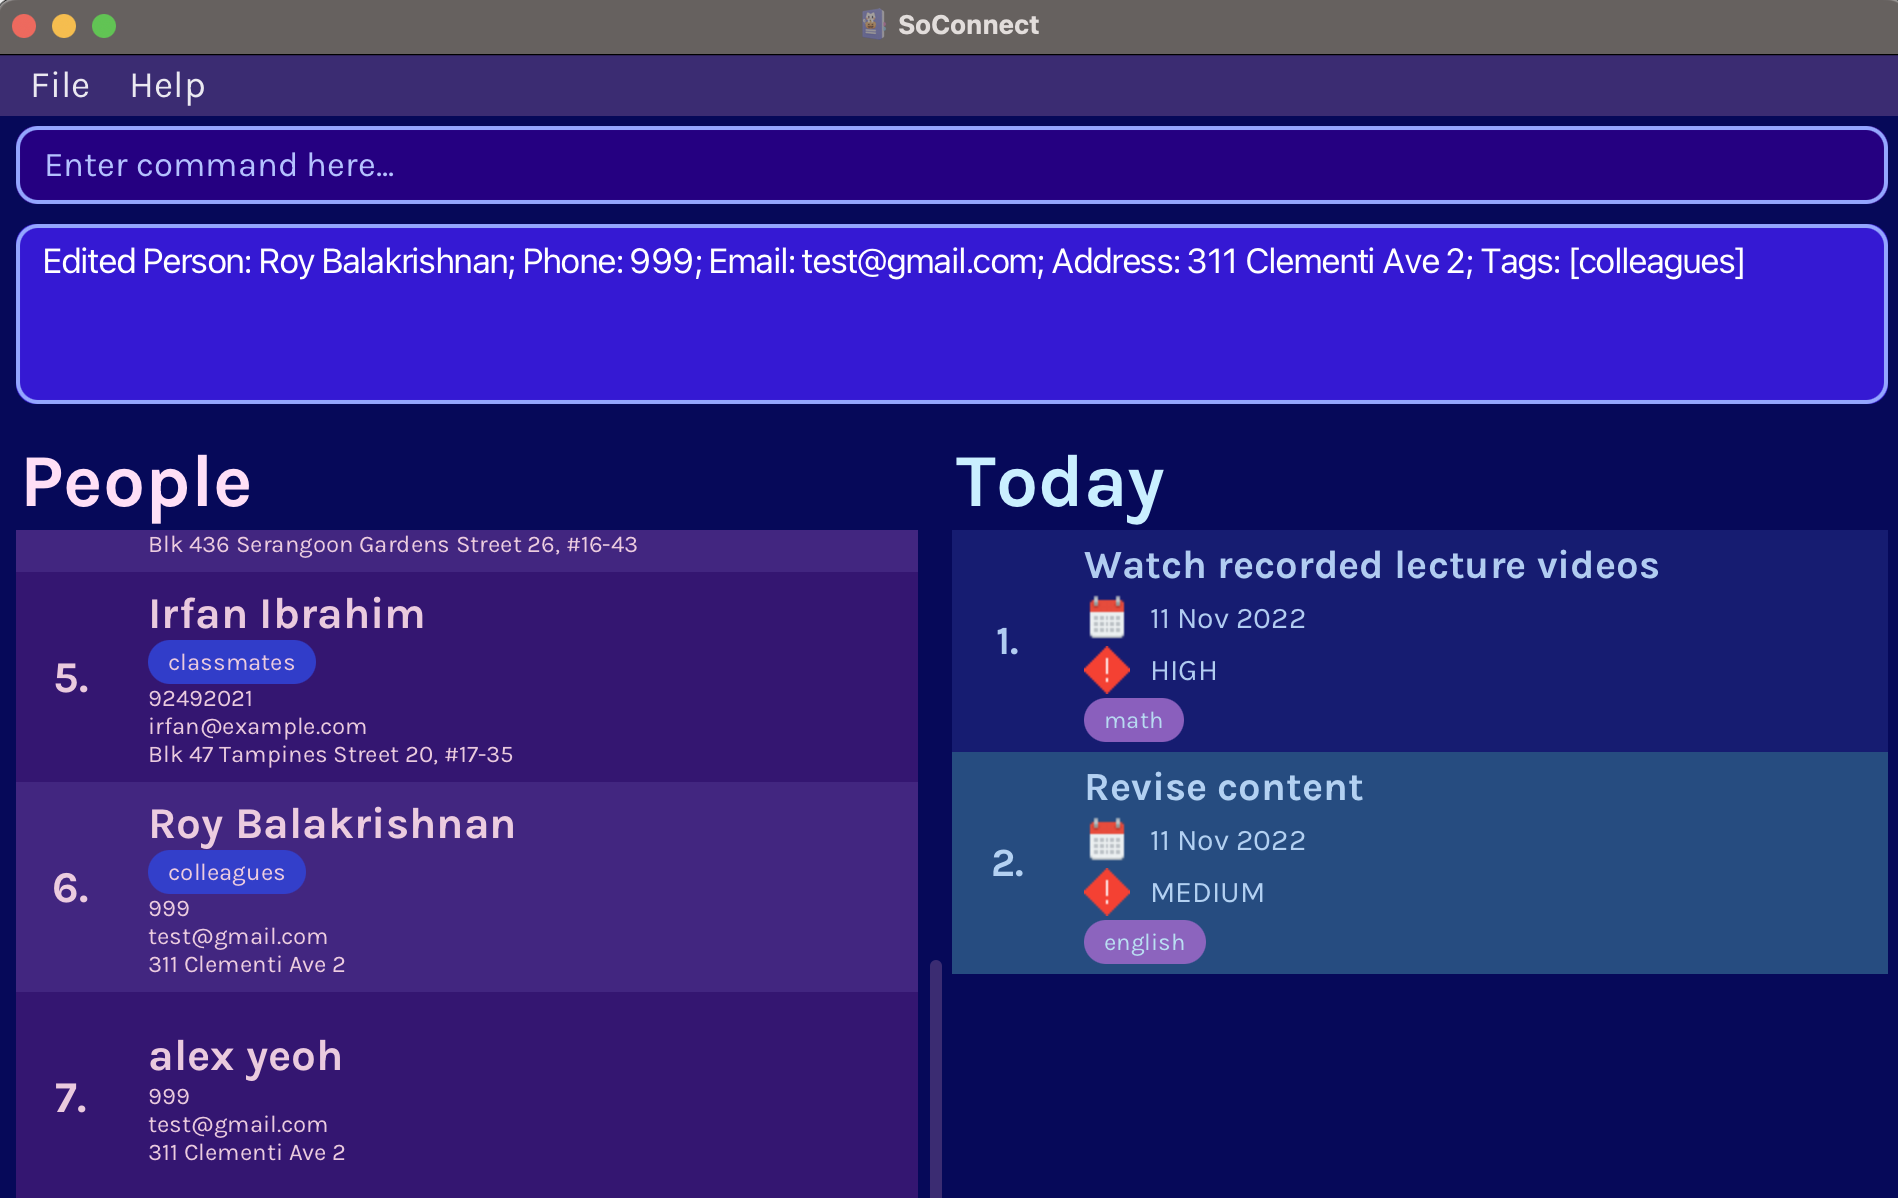 SoConnect
File Help
Enter command here...
Edited Person: Roy Balakrishnan; Phone: 999; Email: test@gmail.com; Address: 311 Clementi Ave 2; Tags: [colleagues]
People
Blk 436 Serangoon Gardens Street 26, #16-43
5.
Irfan Ibrahim
classmates
92492021
irfan@example.com
Blk 47 Tampines Street 20, #17-35
6.
Roy Balakrishnan
colleagues
999
test@gmail.com
311 Clementi Ave 2
7.
alex yeoh
999
test@gmail.com
311 Clementi Ave 2
Today
1.
Watch recorded lecture videos
11 Nov 2022
HIGH
math
2.
Revise content
11 Nov 2022
MEDIUM
english